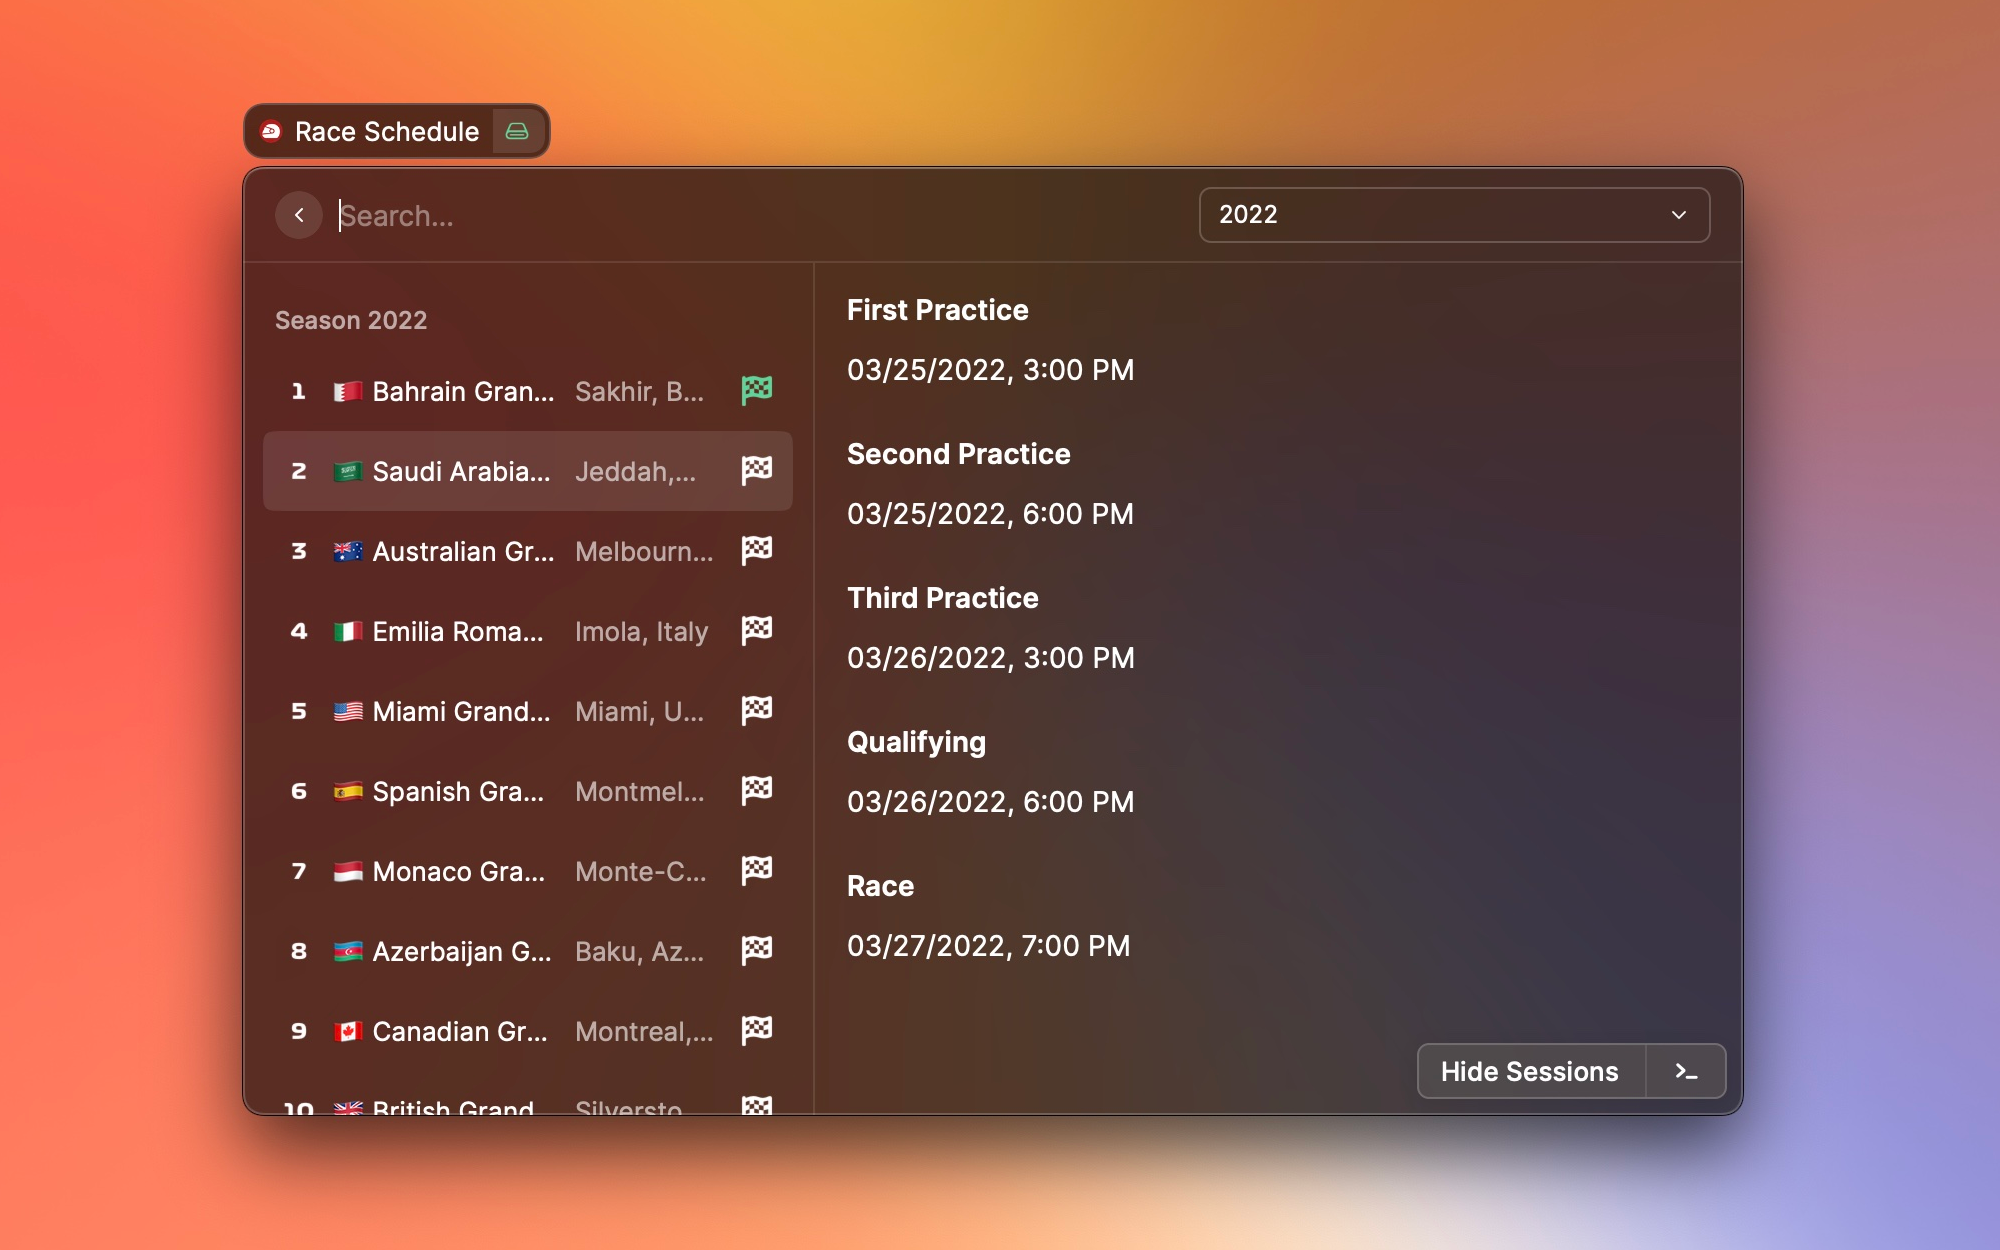 Race Schedule
Search...
2022
Season 2022
1 Bahrain Gran... Sakhir, B...
2 Saudi Arabia... Jeddah,...
3 Australian Gr... Melbourn...
4 Emilia Roma... Imola, Italy
5 Miami Grand... Miami, U...
6 Spanish Gra... Montmel...
7 Monaco Gra... Monte-C...
8 Azerbaijan G... Baku, Az...
9 Canadian Gr... Montreal,...
10 British Grand... Silversto...
First Practice
03/25/2022, 3:00 PM
Second Practice
03/25/2022, 6:00 PM
Third Practice
03/26/2022, 3:00 PM
Qualifying
03/26/2022, 6:00 PM
Race
03/27/2022, 7:00 PM
Hide Sessions